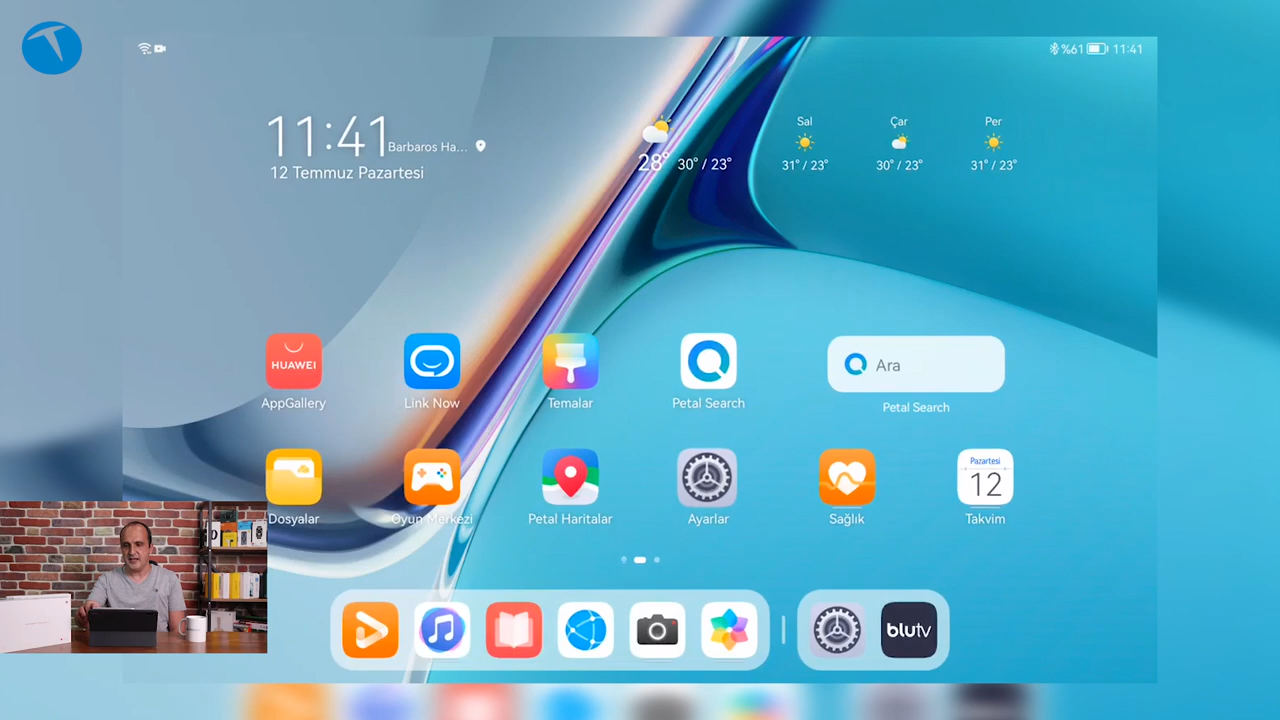 %61 11:41
11:41 Barbaros Ha...
12 Temmuz Pazartesi
28° 30° / 23°
Sal
31° / 23°
Çar
30° / 23°
Per
31° / 23°
HUAWEI
AppGallery
Link Now
Temalar
Petal Search
Ara
Petal Search
Dosyalar
Oyun Merkezi
Petal Haritalar
Ayarlar
Sağlık
Pazartesi
12
Takvim
blutv